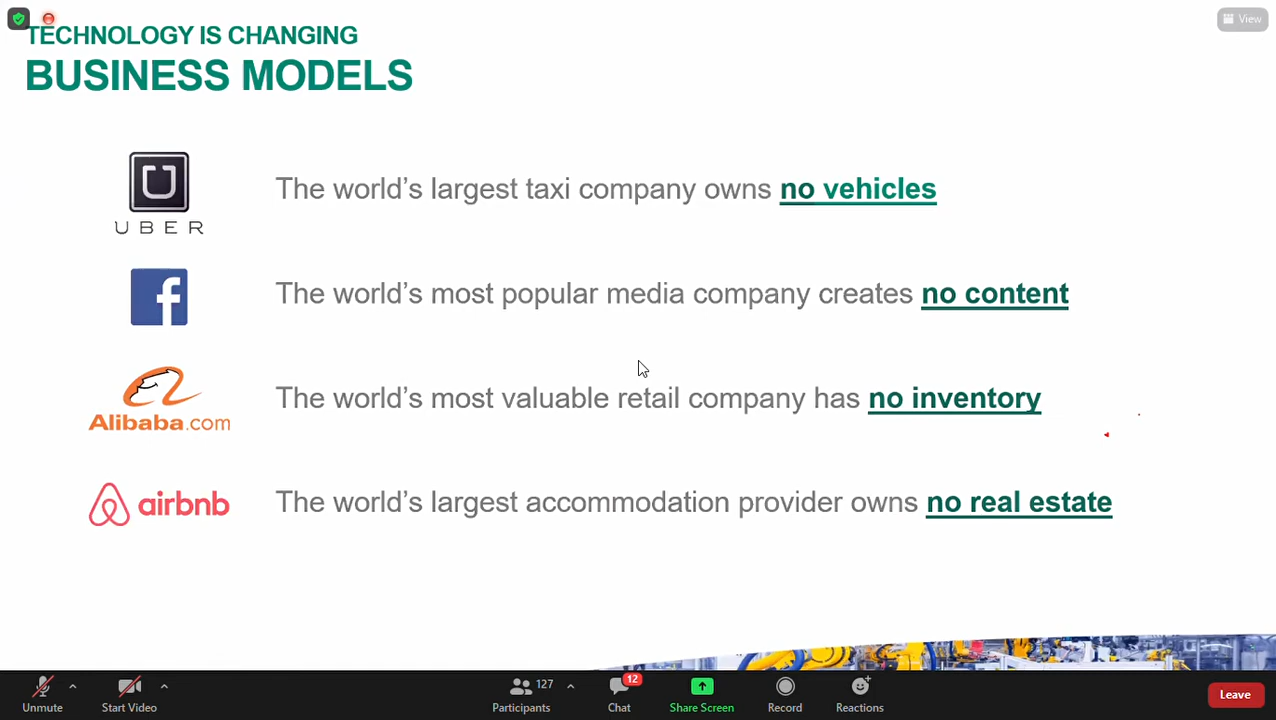 View
TECHNOLOGY IS CHANGING
BUSINESS MODELS
U
UBER
The world's largest taxi company owns no vehicles
f
The world's most popular media company creates no content
Alibaba.com
The world's most valuable retail company has no inventory
airbnb
The world's largest accommodation provider owns no real estate
127
12
Unmute
Start Video
Participants
Chat
Share Screen
Record
Reactions
Leave